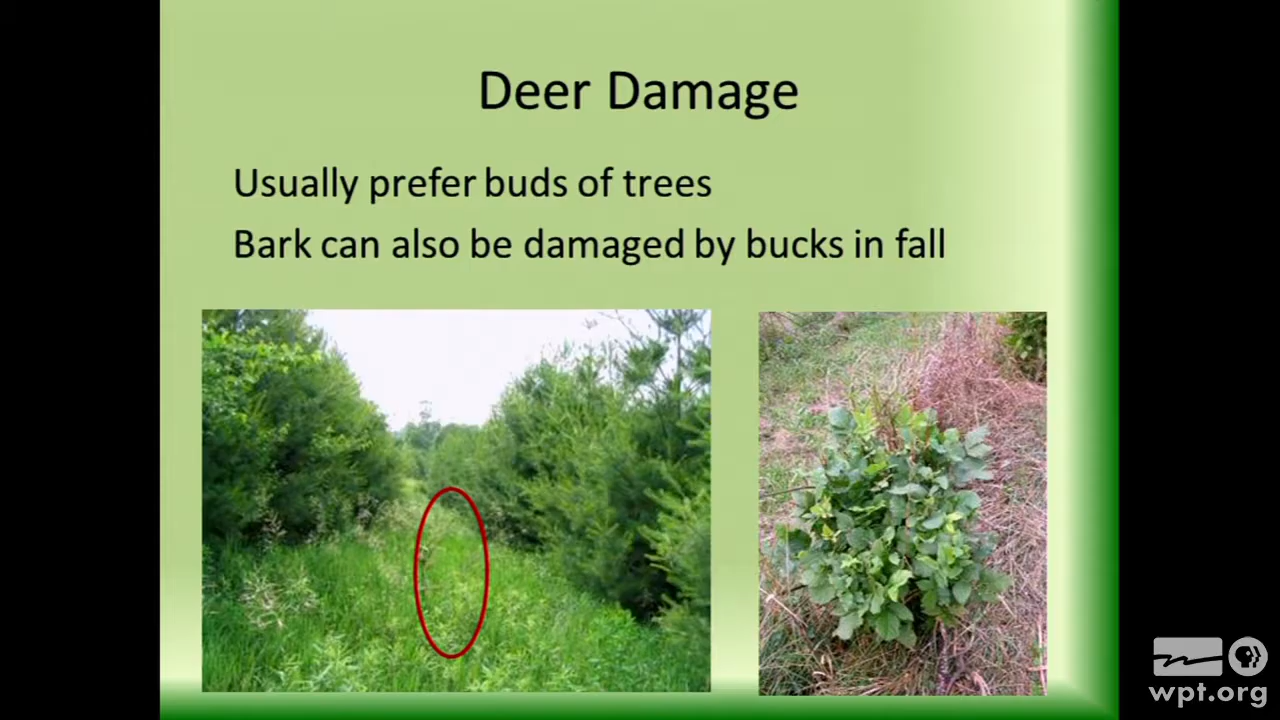 Deer Damage
Usually prefer buds of trees
Bark can also be damaged by bucks in fall
wpt.org